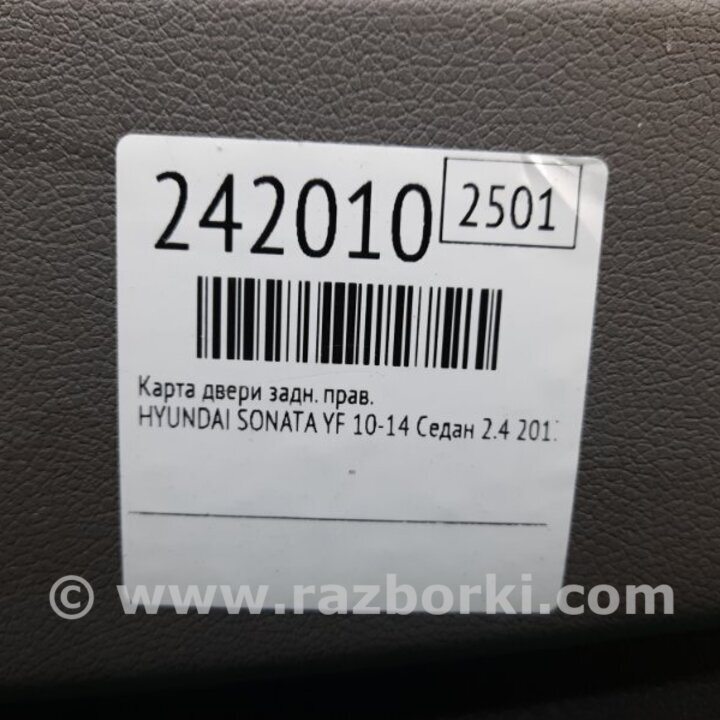 242010 2501
Карта двери задн. прав.
HYUNDAI SONATA YF 10-14 Седан 2.4
© www.razborki.com